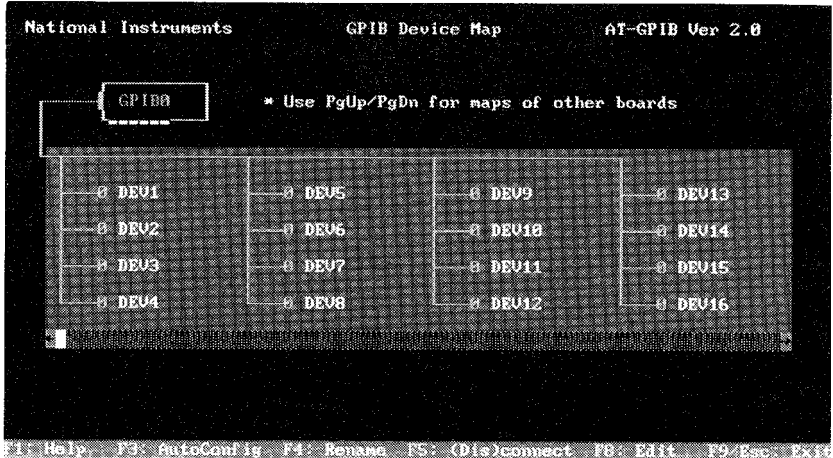 National Instruments GPIB Device Map AT-GPIB Ver 2.0
GPIB0 * Use PgUp/PgDn for maps of other boards
0 DEV1 0 DEV5 0 DEV9 0 DEV13
0 DEV2 0 DEV6 0 DEV10 0 DEV14
0 DEV3 0 DEV7 0 DEV11 0 DEV15
0 DEV4 0 DEV8 0 DEV12 0 DEV16
F1: Help F3: AutoConfig F4: Rename F5: (Dis)connect F8: Edit F9/Esc: Exit